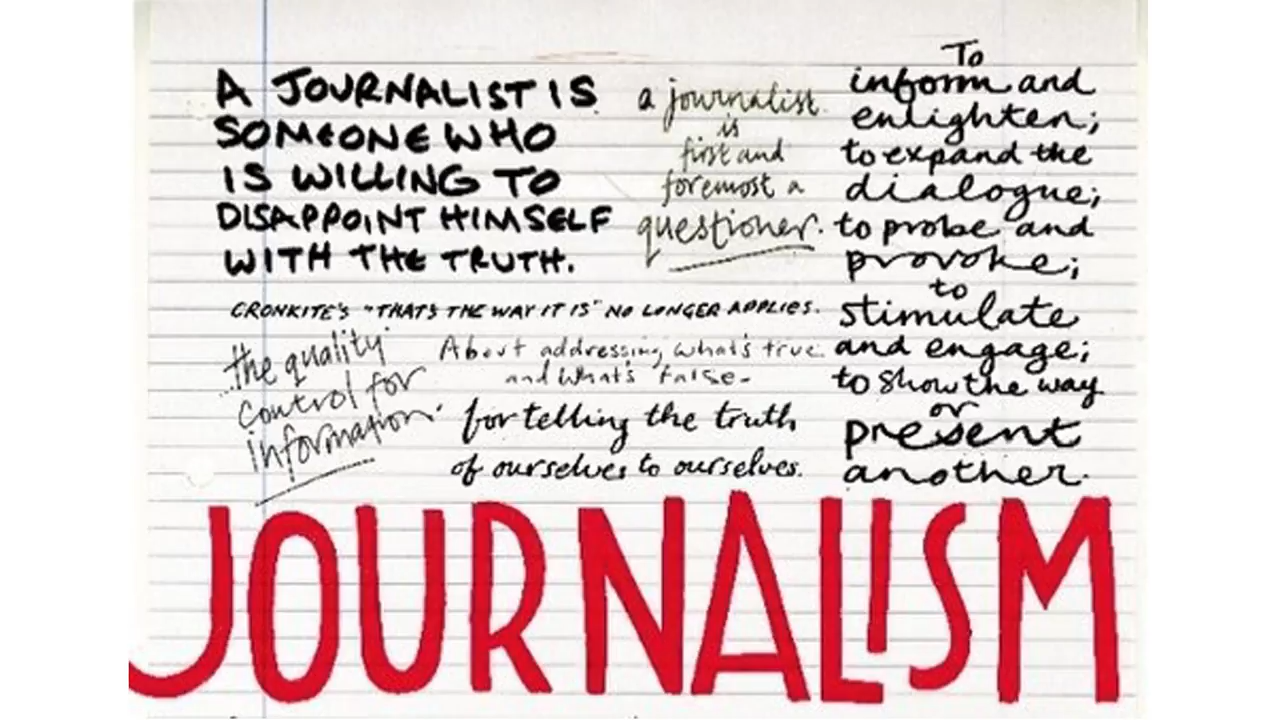 A JOURNALIST IS
SOMEONE WHO
IS WILLING TO
DISAPPOINT HIMSELF
WITH THE TRUTH.
a journalist
is
first and
foremost a
questioner.
To
inform and
enlighten;
to expand the
dialogue;
to probe and
provoke;
to
stimulate
and engage;
to show the way
or
present
another.
CRONKITE'S "THAT'S THE WAY IT IS" NO LONGER APPLIES.
the quality
control for
information.
About addressing what's true
and what's false.
for telling the truth
of ourselves to ourselves.
JOURNALISM